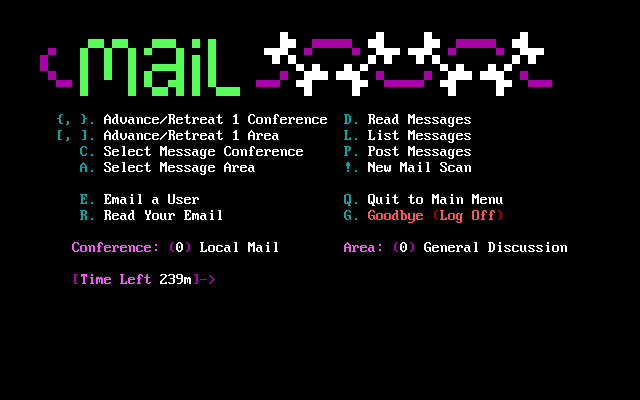 mail
{, }. Advance/Retreat 1 Conference D. Read Messages
[, ]. Advance/Retreat 1 Area L. List Messages
C. Select Message Conference P. Post Messages
A. Select Message Area !. New Mail Scan
E. Email a User Q. Quit to Main Menu
R. Read Your Email G. Goodbye (Log Off)
Conference: (0) Local Mail Area: (0) General Discussion
[Time Left 239m]->